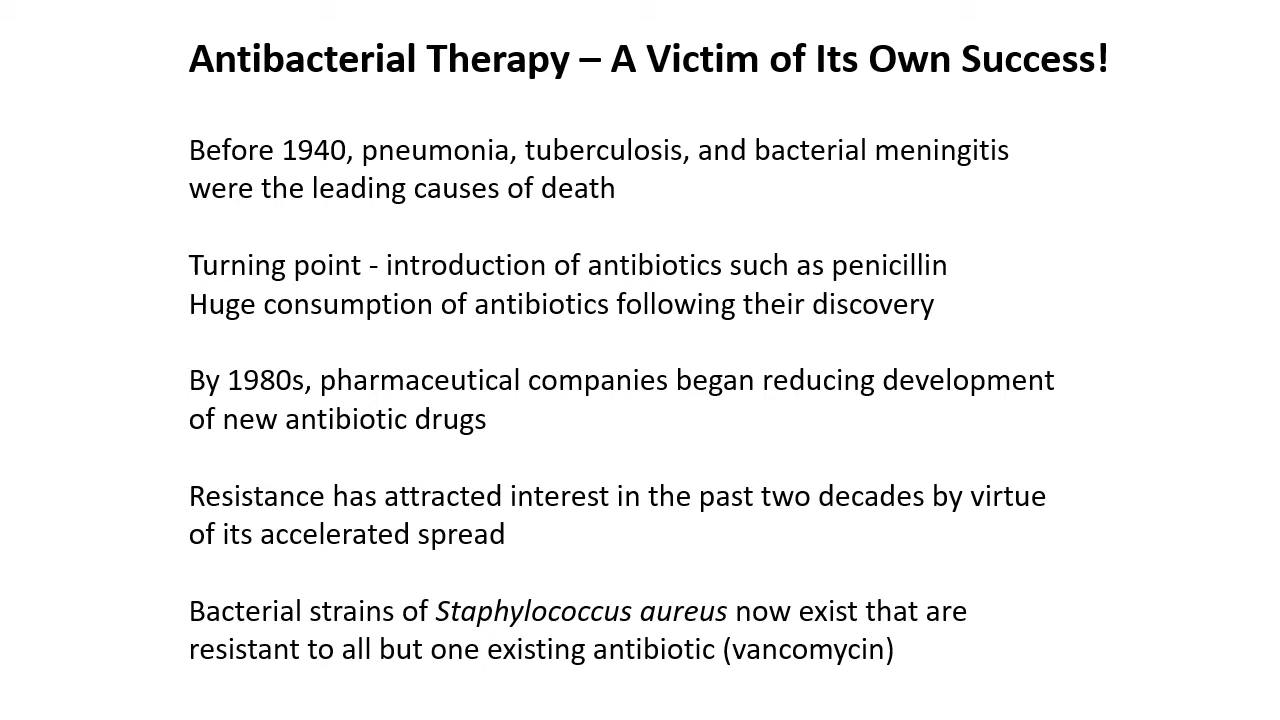 Antibacterial Therapy – A Victim of Its Own Success!
Before 1940, pneumonia, tuberculosis, and bacterial meningitis
were the leading causes of death
Turning point - introduction of antibiotics such as penicillin
Huge consumption of antibiotics following their discovery
By 1980s, pharmaceutical companies began reducing development
of new antibiotic drugs
Resistance has attracted interest in the past two decades by virtue
of its accelerated spread
Bacterial strains of Staphylococcus aureus now exist that are
resistant to all but one existing antibiotic (vancomycin)